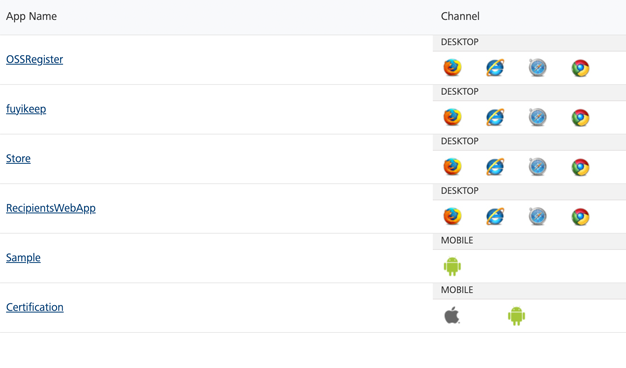 App Name Channel
DESKTOP
OSSRegister
DESKTOP
fuyikeep
DESKTOP
Store
DESKTOP
RecipientsWebApp
MOBILE
Sample
MOBILE
Certification